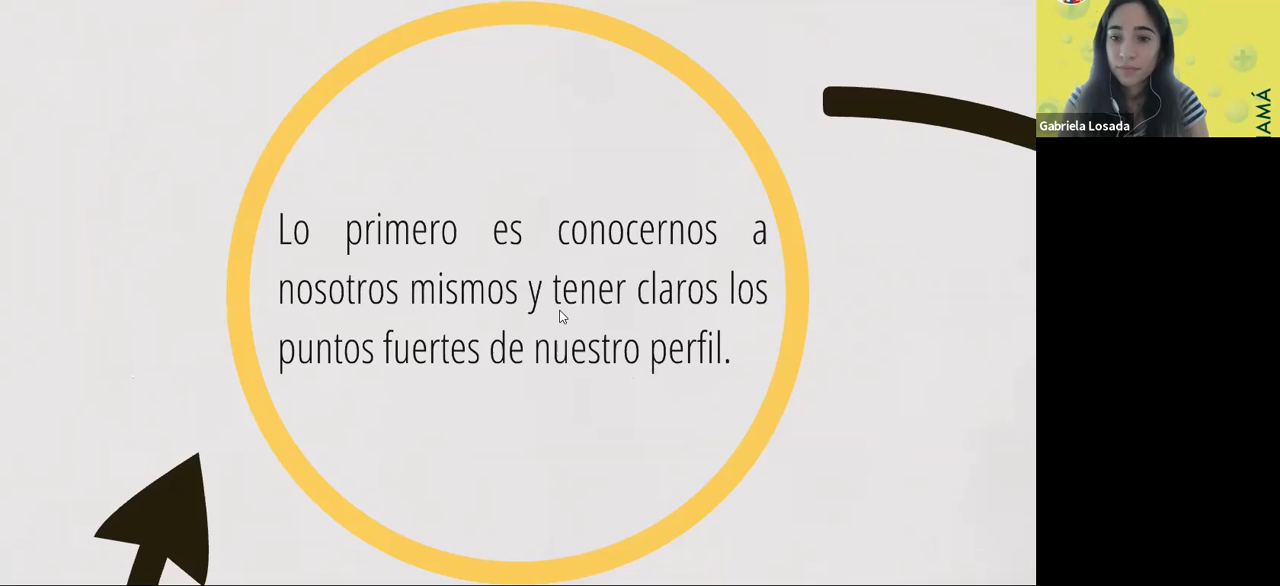 Lo primero es conocernos a
nosotros mismos y tener claros los
puntos fuertes de nuestro perfil.
Gabriela Losada